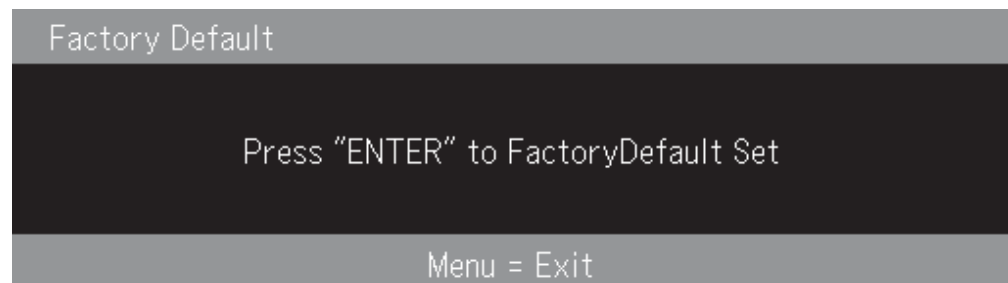 Factory Default
Press “ENTER” to FactoryDefault Set
Menu = Exit